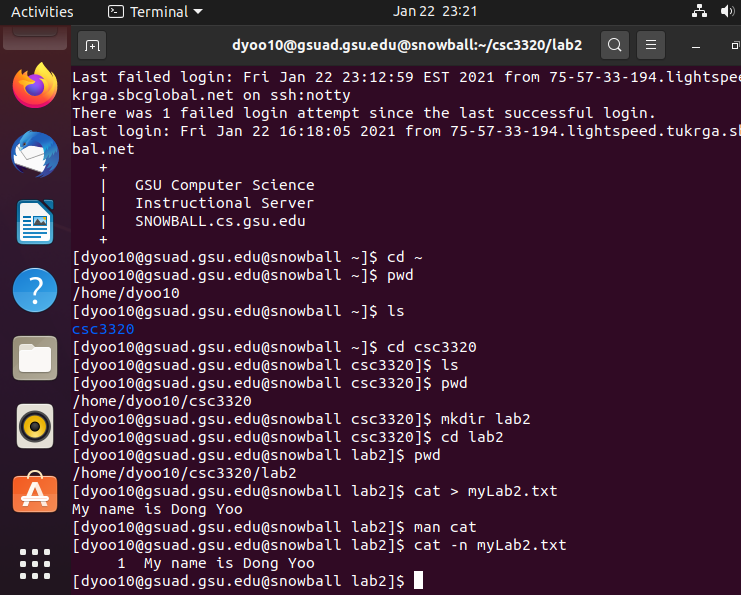 Activities Terminal Jan 22 23:21
dyoo10@gsuad.gsu.edu@snowball:~/csc3320/lab2
Last failed login: Fri Jan 22 23:12:59 EST 2021 from 75-57-33-194.lightspee
krga.sbcglobal.net on ssh:notty
There was 1 failed login attempt since the last successful login.
Last login: Fri Jan 22 16:18:05 2021 from 75-57-33-194.lightspeed.tukrga.sb
bal.net
+
| GSU Computer Science
| Instructional Server
| SNOWBALL.cs.gsu.edu
+
[dyoo10@gsuad.gsu.edu@snowball ~]$ cd ~
[dyoo10@gsuad.gsu.edu@snowball ~]$ pwd
/home/dyoo10
[dyoo10@gsuad.gsu.edu@snowball ~]$ ls
csc3320
[dyoo10@gsuad.gsu.edu@snowball ~]$ cd csc3320
[dyoo10@gsuad.gsu.edu@snowball csc3320]$ ls
[dyoo10@gsuad.gsu.edu@snowball csc3320]$ pwd
/home/dyoo10/csc3320
[dyoo10@gsuad.gsu.edu@snowball csc3320]$ mkdir lab2
[dyoo10@gsuad.gsu.edu@snowball csc3320]$ cd lab2
[dyoo10@gsuad.gsu.edu@snowball lab2]$ pwd
/home/dyoo10/csc3320/lab2
[dyoo10@gsuad.gsu.edu@snowball lab2]$ cat > myLab2.txt
My name is Dong Yoo
[dyoo10@gsuad.gsu.edu@snowball lab2]$ man cat
[dyoo10@gsuad.gsu.edu@snowball lab2]$ cat -n myLab2.txt
1 My name is Dong Yoo
[dyoo10@gsuad.gsu.edu@snowball lab2]$